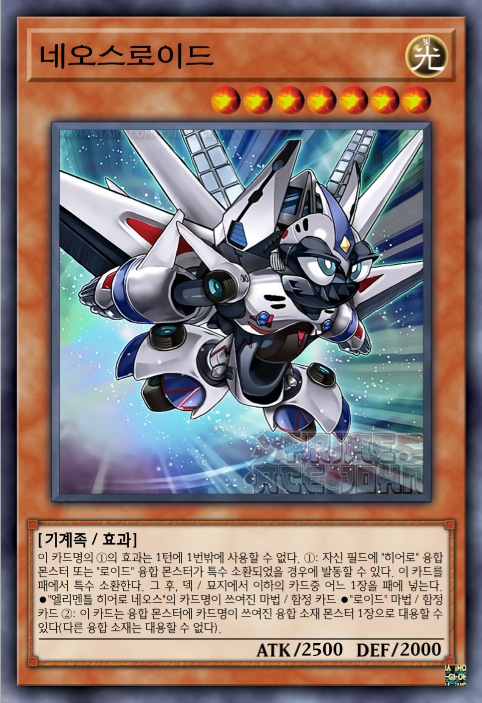 네오스로이드
빛
光
[기계족 / 효과]
이 카드명의 ①의 효과는 1턴에 1번밖에 사용할 수 없다. ①: 자신 필드에 "히어로" 융합
몬스터 또는 "로이드" 융합 몬스터가 특수 소환되었을 경우에 발동할 수 있다. 이 카드를
패에서 특수 소환한다. 그 후, 덱 / 묘지에서 이하의 카드중 어느 1장을 패에 넣는다.
●"엘리멘틀 히어로 네오스"의 카드명이 쓰여진 마법 / 함정 카드 ●"로이드" 마법 / 함정
카드 ②: 이 카드는 융합 몬스터에 카드명이 쓰여진 융합 소재 몬스터 1장으로 대용할 수
있다(다른 융합 소재는 대용할 수 없다).
ATK/2500 DEF/2000